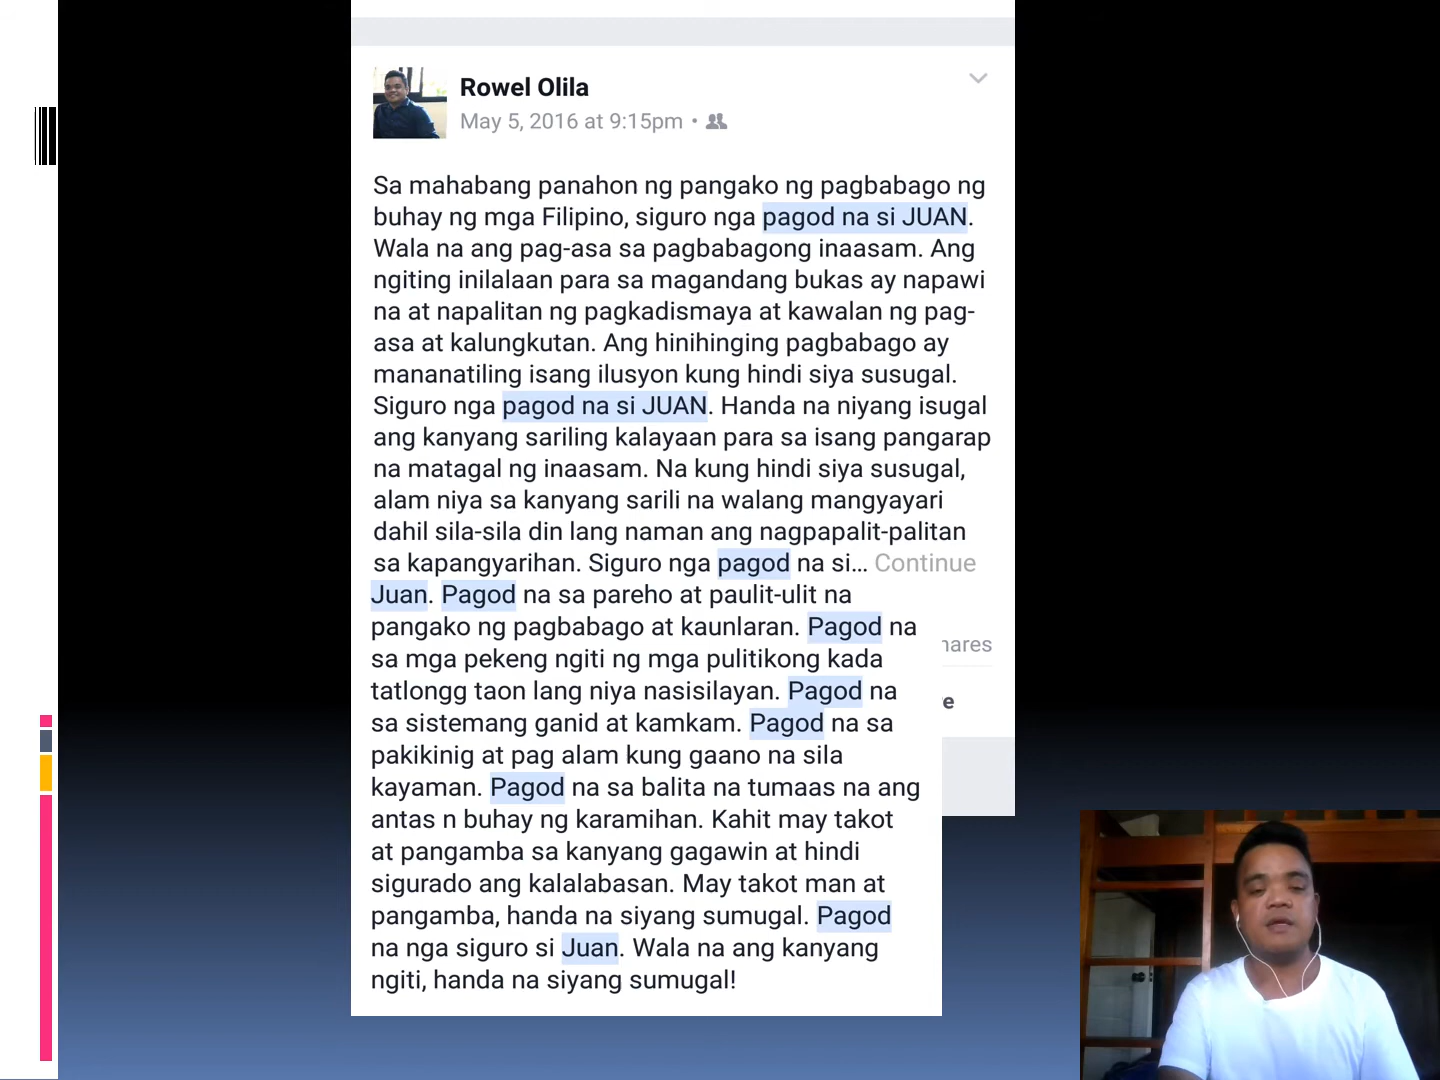 Rowel Olila
May 5, 2016 at 9:15pm •
Sa mahabang panahon ng pangako ng pagbabago ng
buhay ng mga Filipino, siguro nga pagod na si JUAN.
Wala na ang pag-asa sa pagbabagong inaasam. Ang
ngiting inilalaan para sa magandang bukas ay napawi
na at napalitan ng pagkadismaya at kawalan ng pag-
asa at kalungkutan. Ang hinihinging pagbabago ay
mananatiling isang ilusyon kung hindi siya susugal.
Siguro nga pagod na si JUAN. Handa na niyang isugal
ang kanyang sariling kalayaan para sa isang pangarap
na matagal ng inaasam. Na kung hindi siya susugal,
alam niya sa kanyang sarili na walang mangyayari
dahil sila-sila din lang naman ang nagpapalit-palitan
sa kapangyarihan. Siguro nga pagod na si... Continue
Juan. Pagod na sa pareho at paulit-ulit na
pangako ng pagbabago at kaunlaran. Pagod na
sa mga pekeng ngiti ng mga pulitikong kada
tatlongg taon lang niya nasisilayan. Pagod na
sa sistemang ganid at kamkam. Pagod na sa
pakikinig at pag alam kung gaano na sila
kayaman. Pagod na sa balita na tumaas na ang
antas n buhay ng karamihan. Kahit may takot
at pangamba sa kanyang gagawin at hindi
sigurado ang kalalabasan. May takot man at
pangamba, handa na siyang sumugal. Pagod
na nga siguro si Juan. Wala na ang kanyang
ngiti, handa na siyang sumugal!